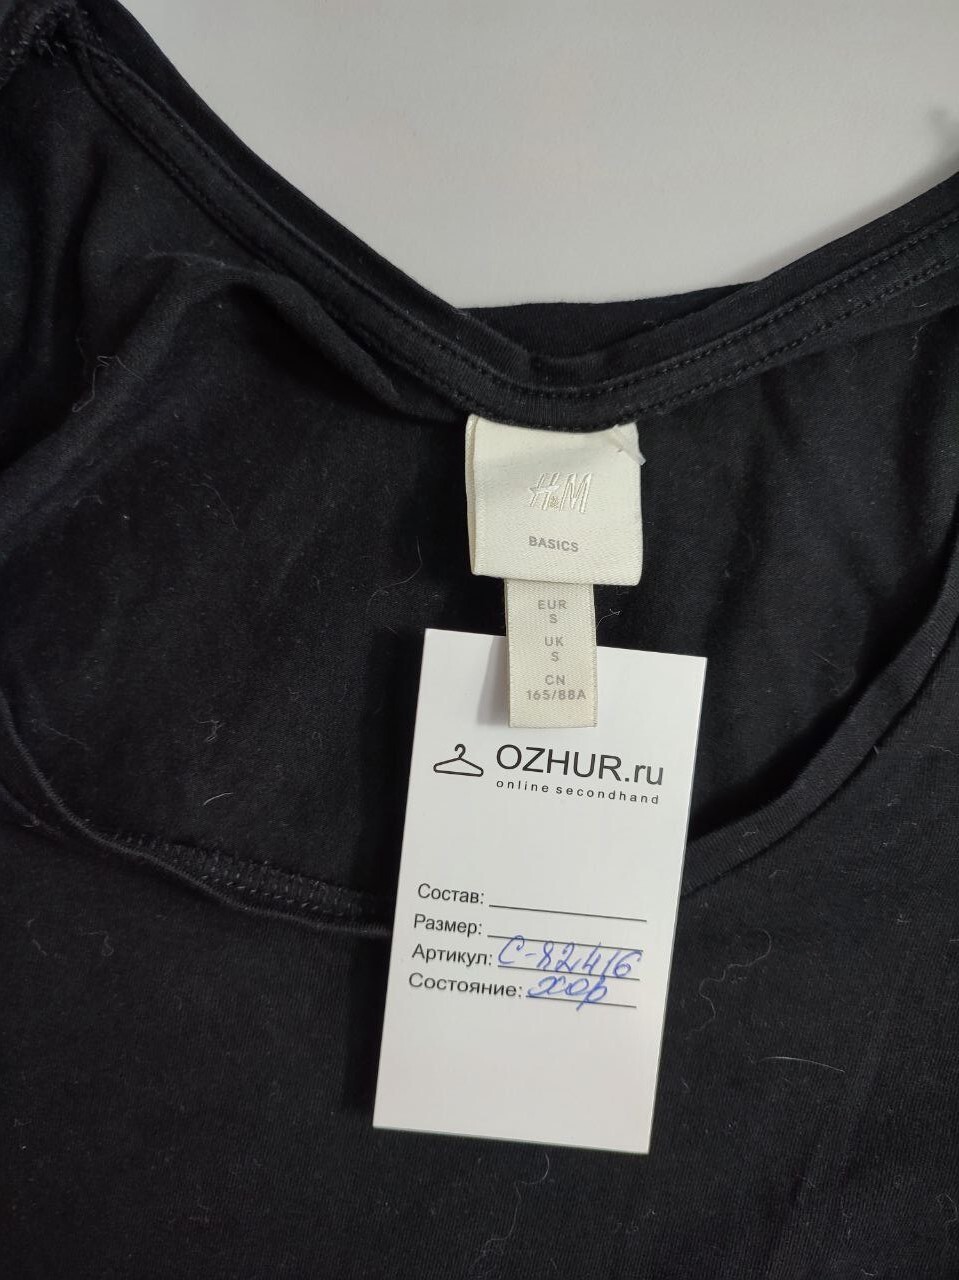 H&M
BASICS
EUR
S
UK
S
CN
165/88A
OZHUR.ru
online secondhand
Состав:
Размер:
Артикул: С-82416
Состояние: хор